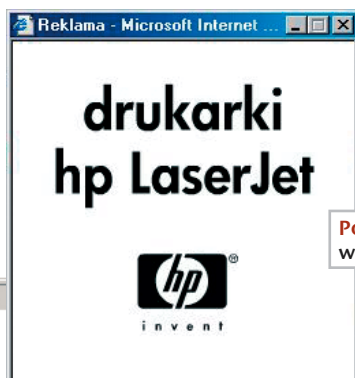 Reklama - Microsoft Internet ...
drukarki
hp LaserJet
hp®
invent